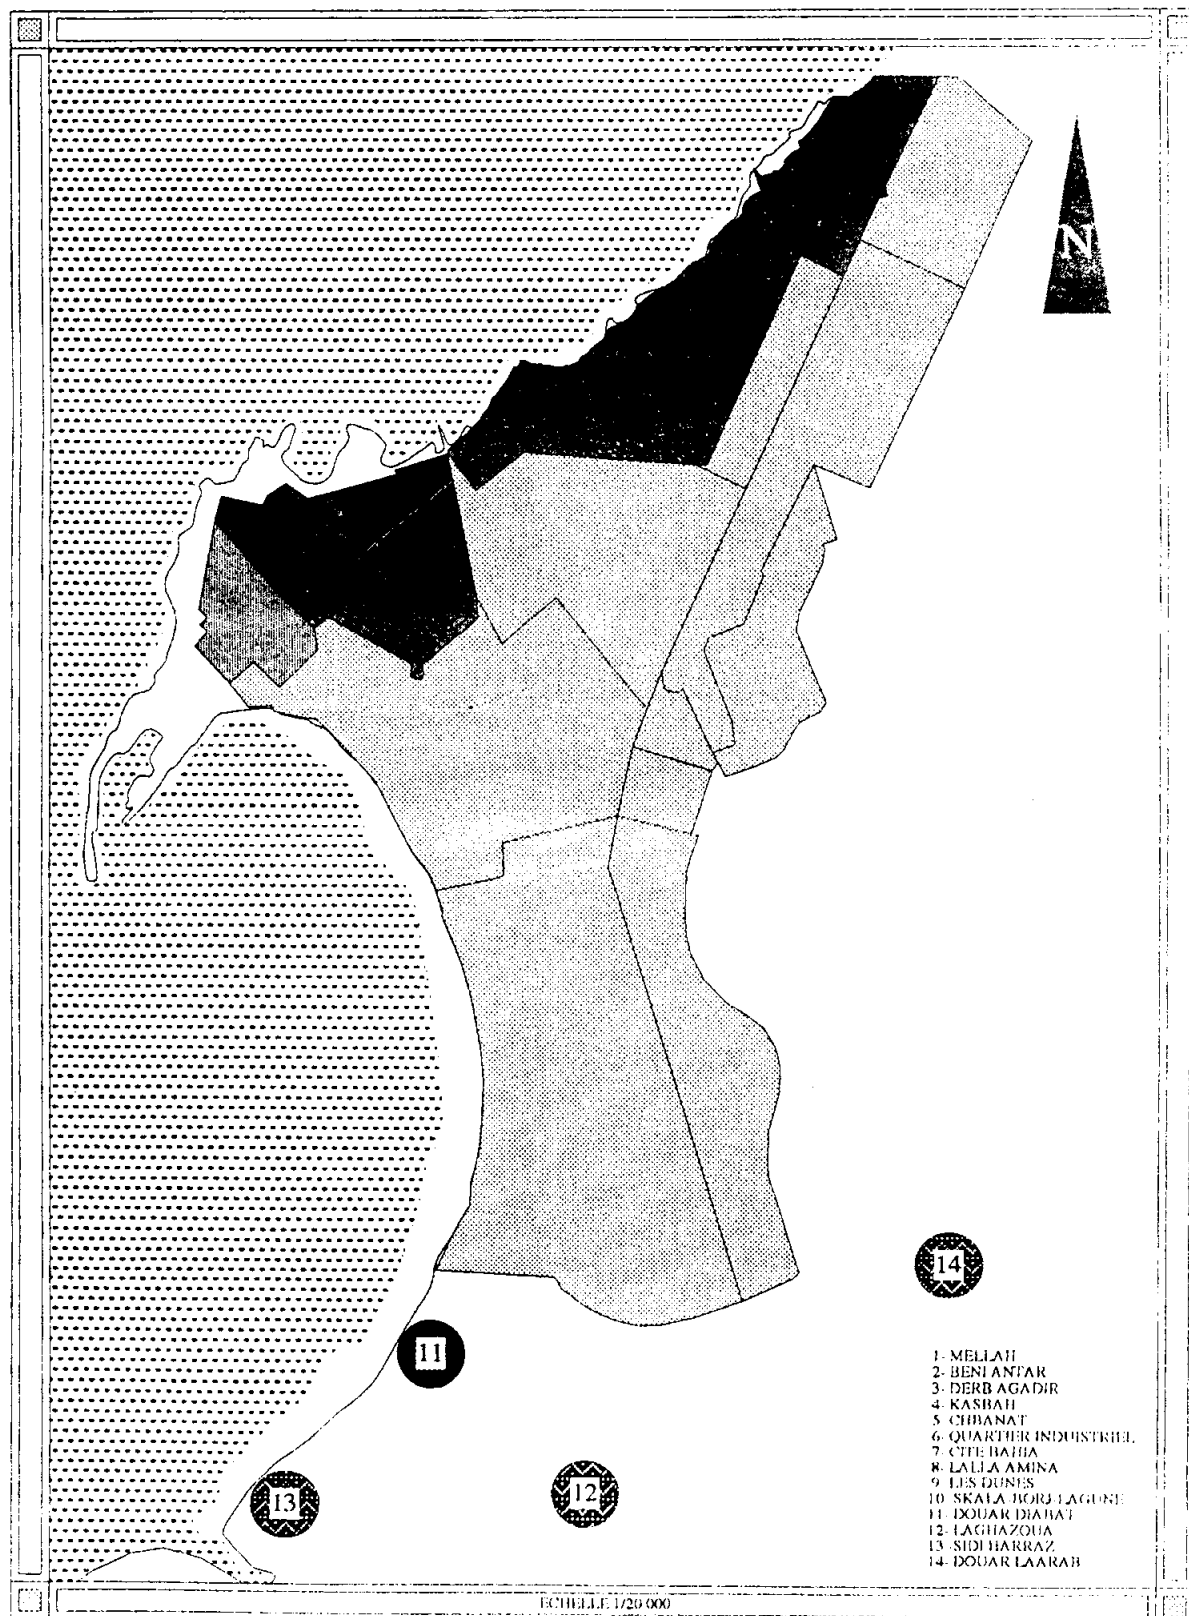 N
14
11
13
12
1- MELLAH
2- BENI ANTAR
3- DERB AGADIR
4- KASBAH
5 CHBANAT
6- QUARTIER INDUISTRIEL
7- CITE BAHIA
8- LALLA AMINA
9- LES DUNES
10 SKALA-BORJ-LAGUNE
11- DOUAR DIABAT
12- LAGHAZOUA
13 -SIDI HARRAZ
14- DOUAR LAARAB
ECHELLE 1/20 000